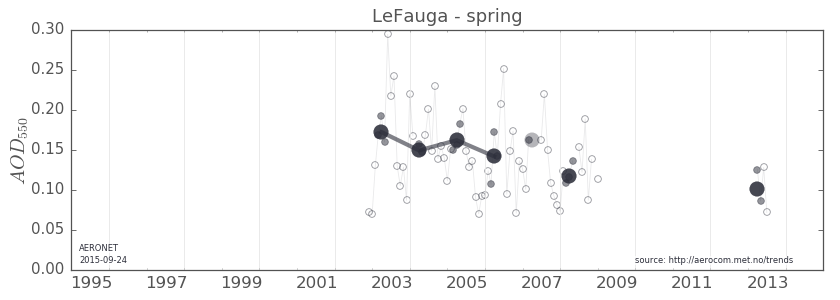 LeFauga - spring
0.30
0.25
0.20
0.15
0.10
0.05
0.00
AOD550
AERONET
2015-09-24
source: http://aerocom.met.no/trends
1995 1997 1999 2001 2003 2005 2007 2009 2011 2013